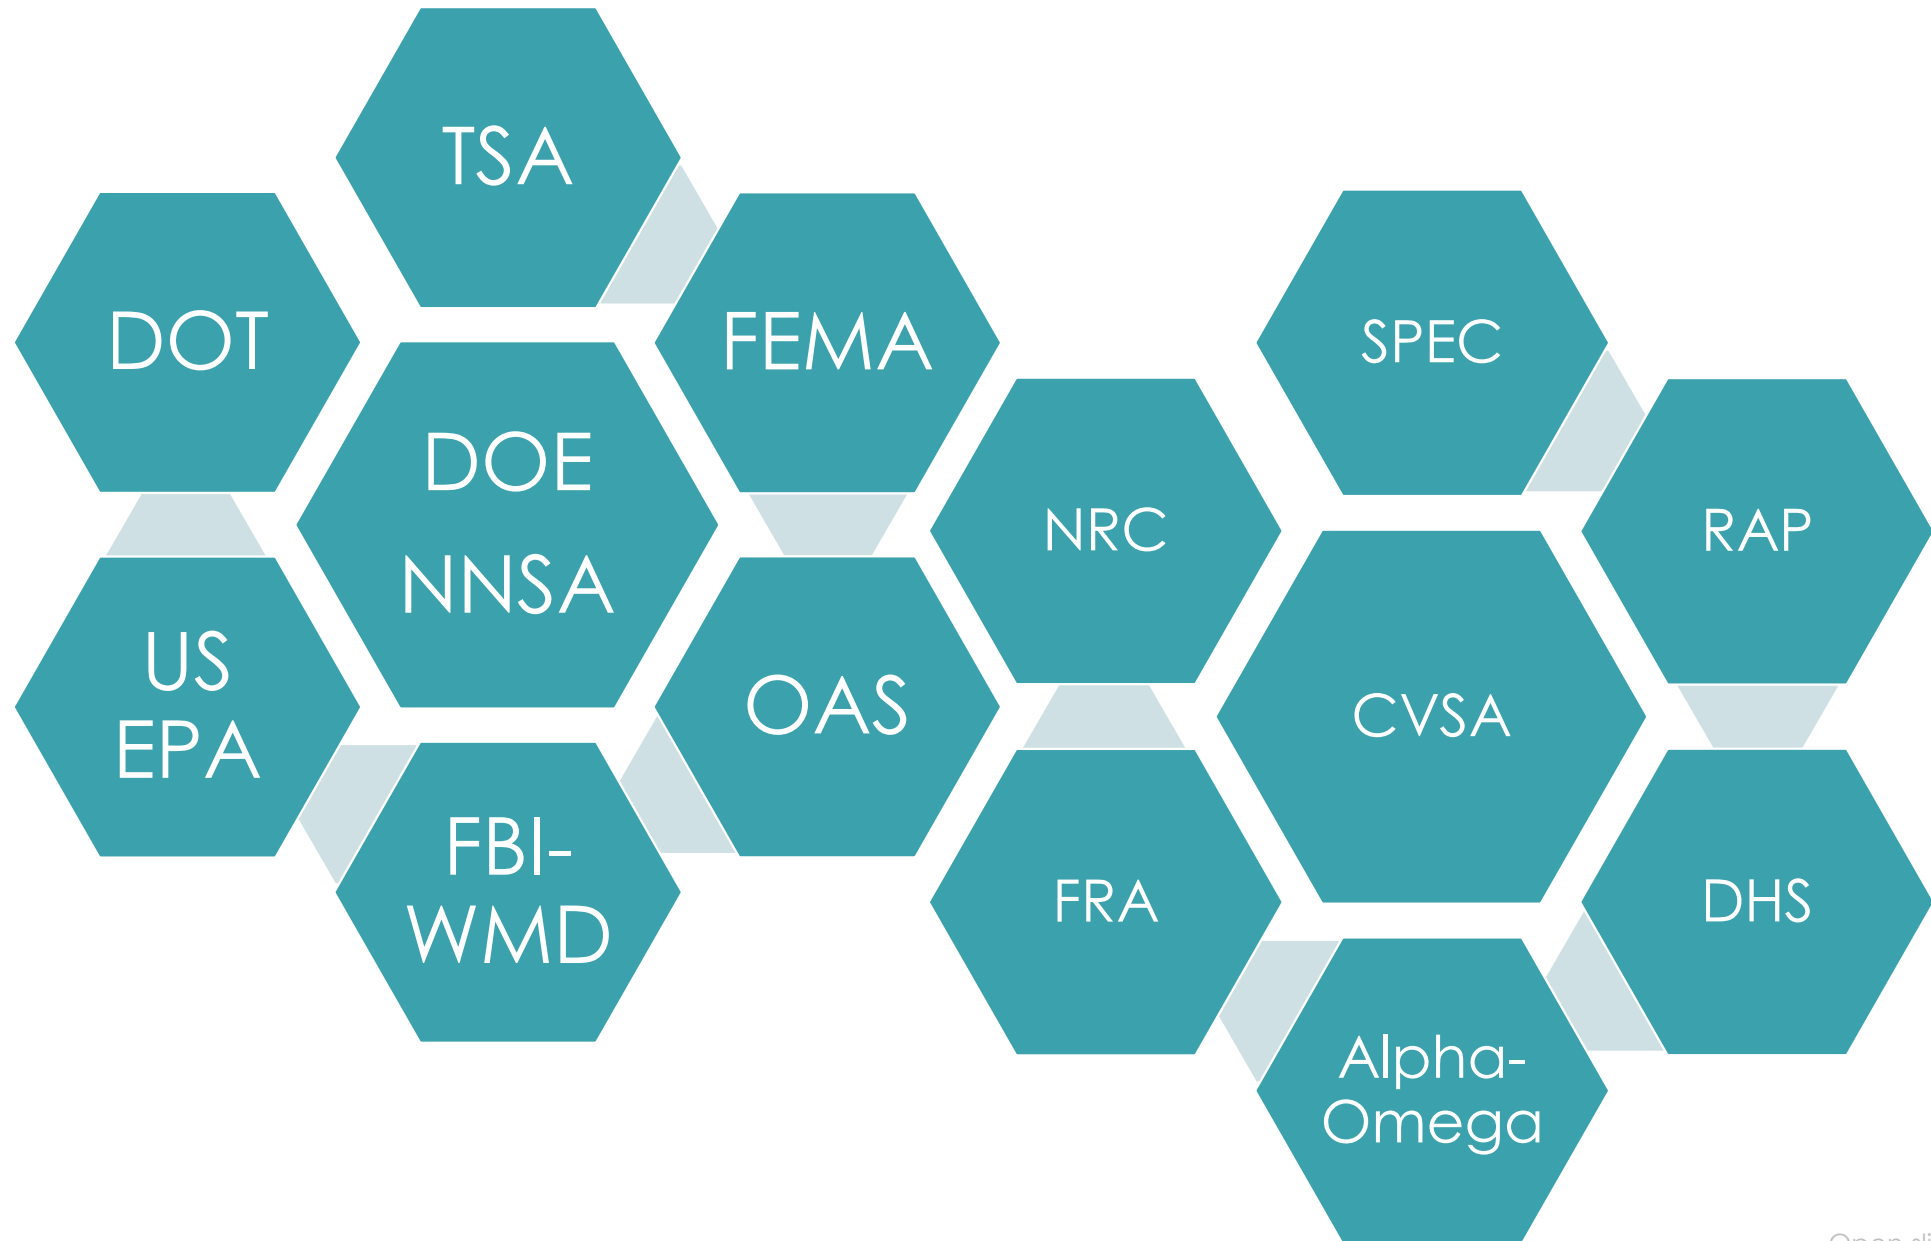 TSA
DOT
FEMA
DOE
NNSA
US
EPA
OAS
FBI-
WMD
SPEC
NRC
RAP
CVSA
FRA
DHS
Alpha-
Omega